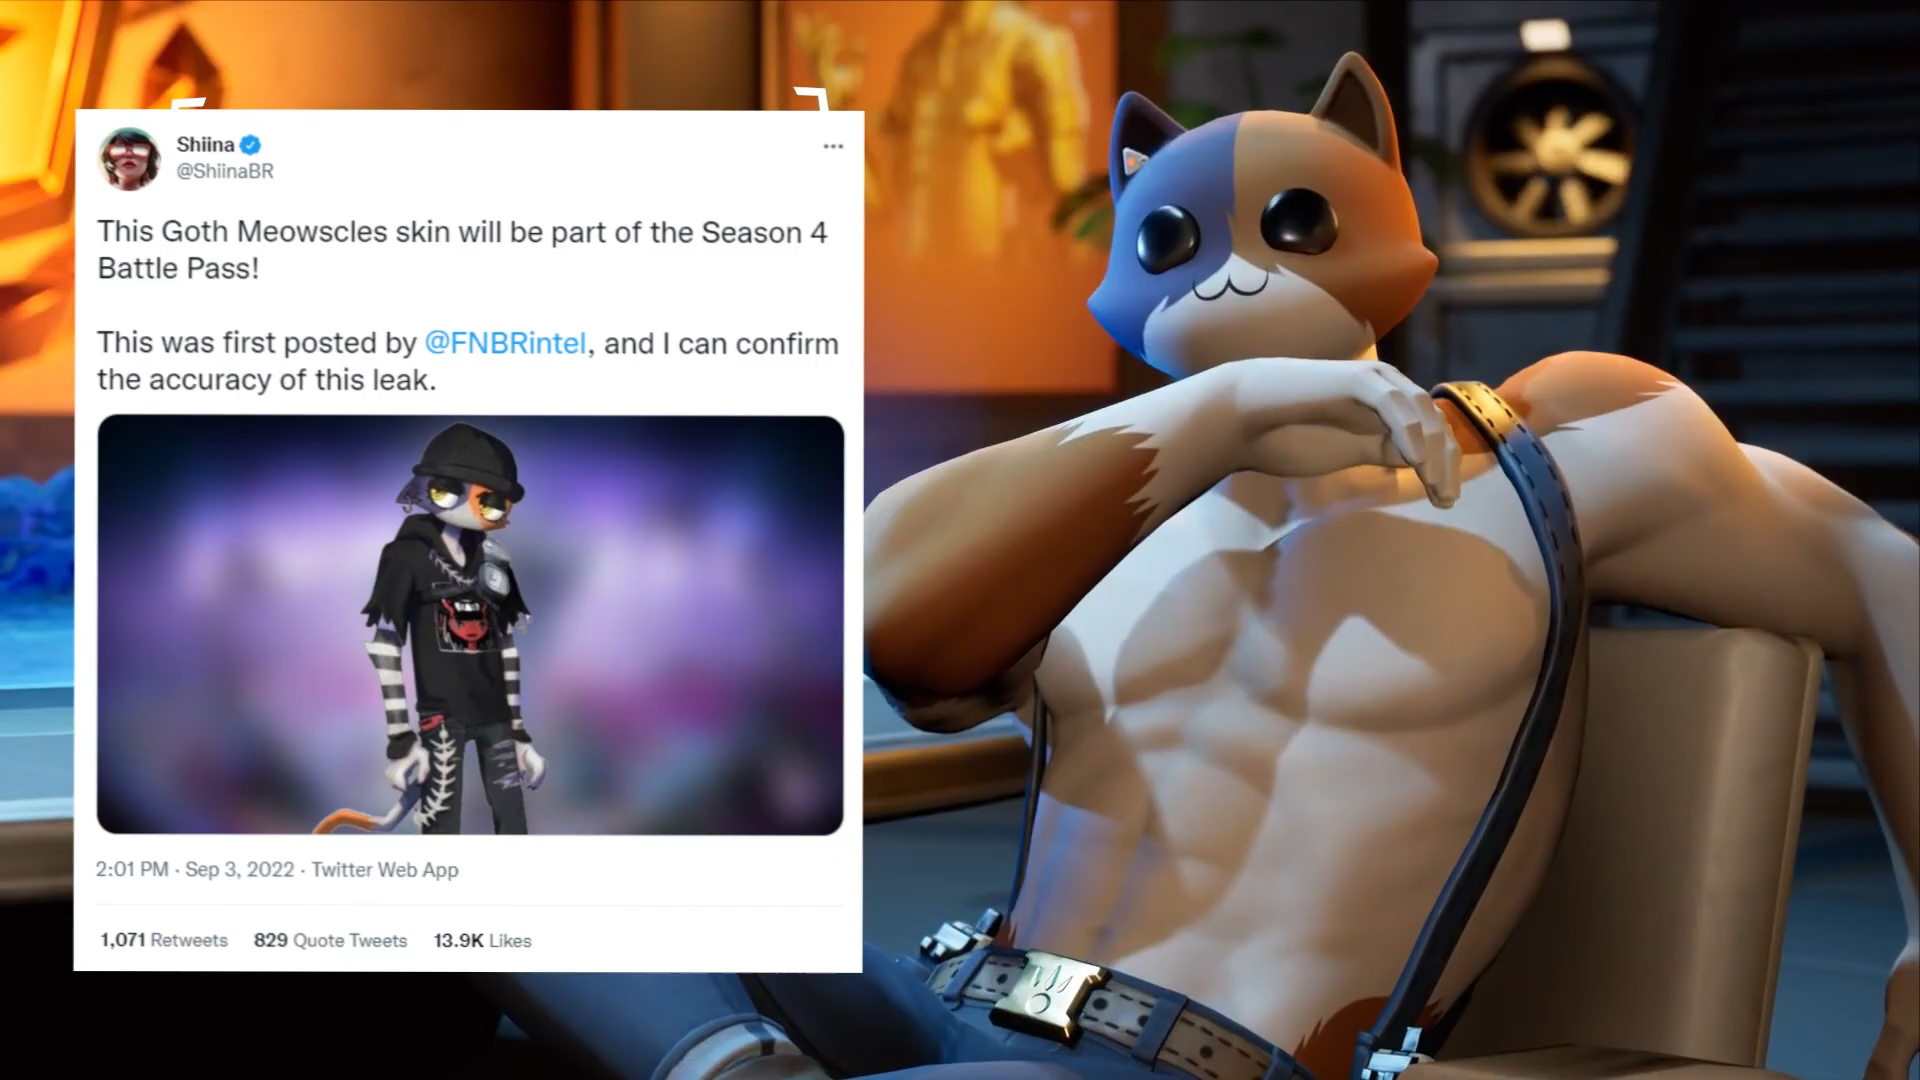 Shiina
@ShiinaBR
This Goth Meowscles skin will be part of the Season 4
Battle Pass!
This was first posted by @FNBRintel, and I can confirm
the accuracy of this leak.
2:01 PM · Sep 3, 2022 · Twitter Web App
1,071 Retweets 829 Quote Tweets 13.9K Likes